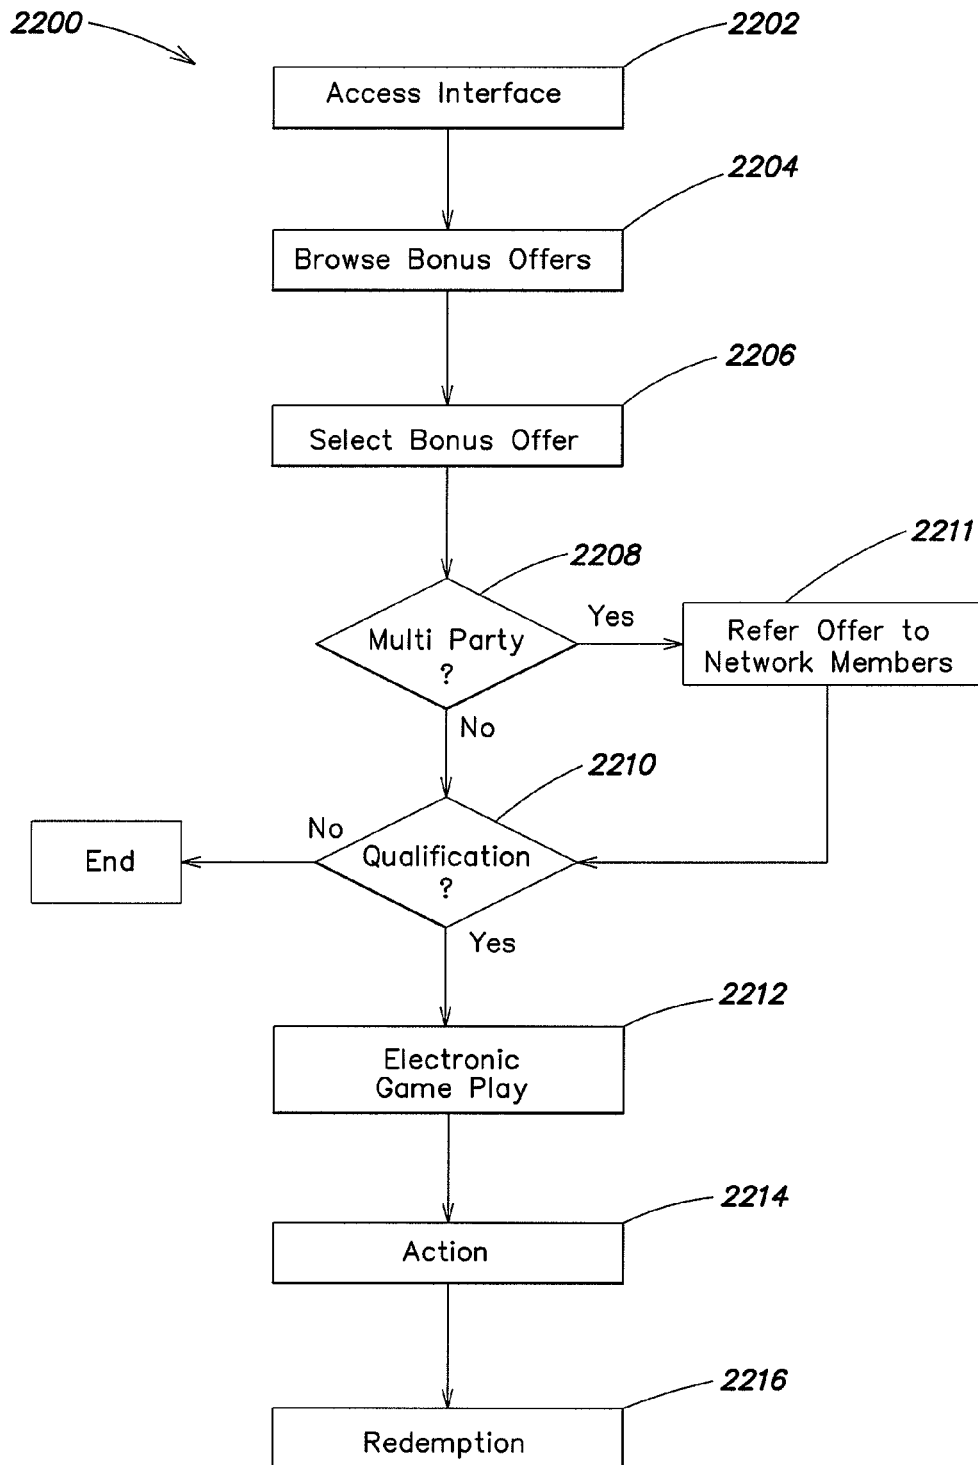 2200
2202
Access Interface
2204
Browse Bonus Offers
2206
Select Bonus Offer
2208
Multi Party
?
Yes
2211
Refer Offer to
Network Members
No
2210
Qualification
?
No
End
Yes
2212
Electronic
Game Play
2214
Action
2216
Redemption